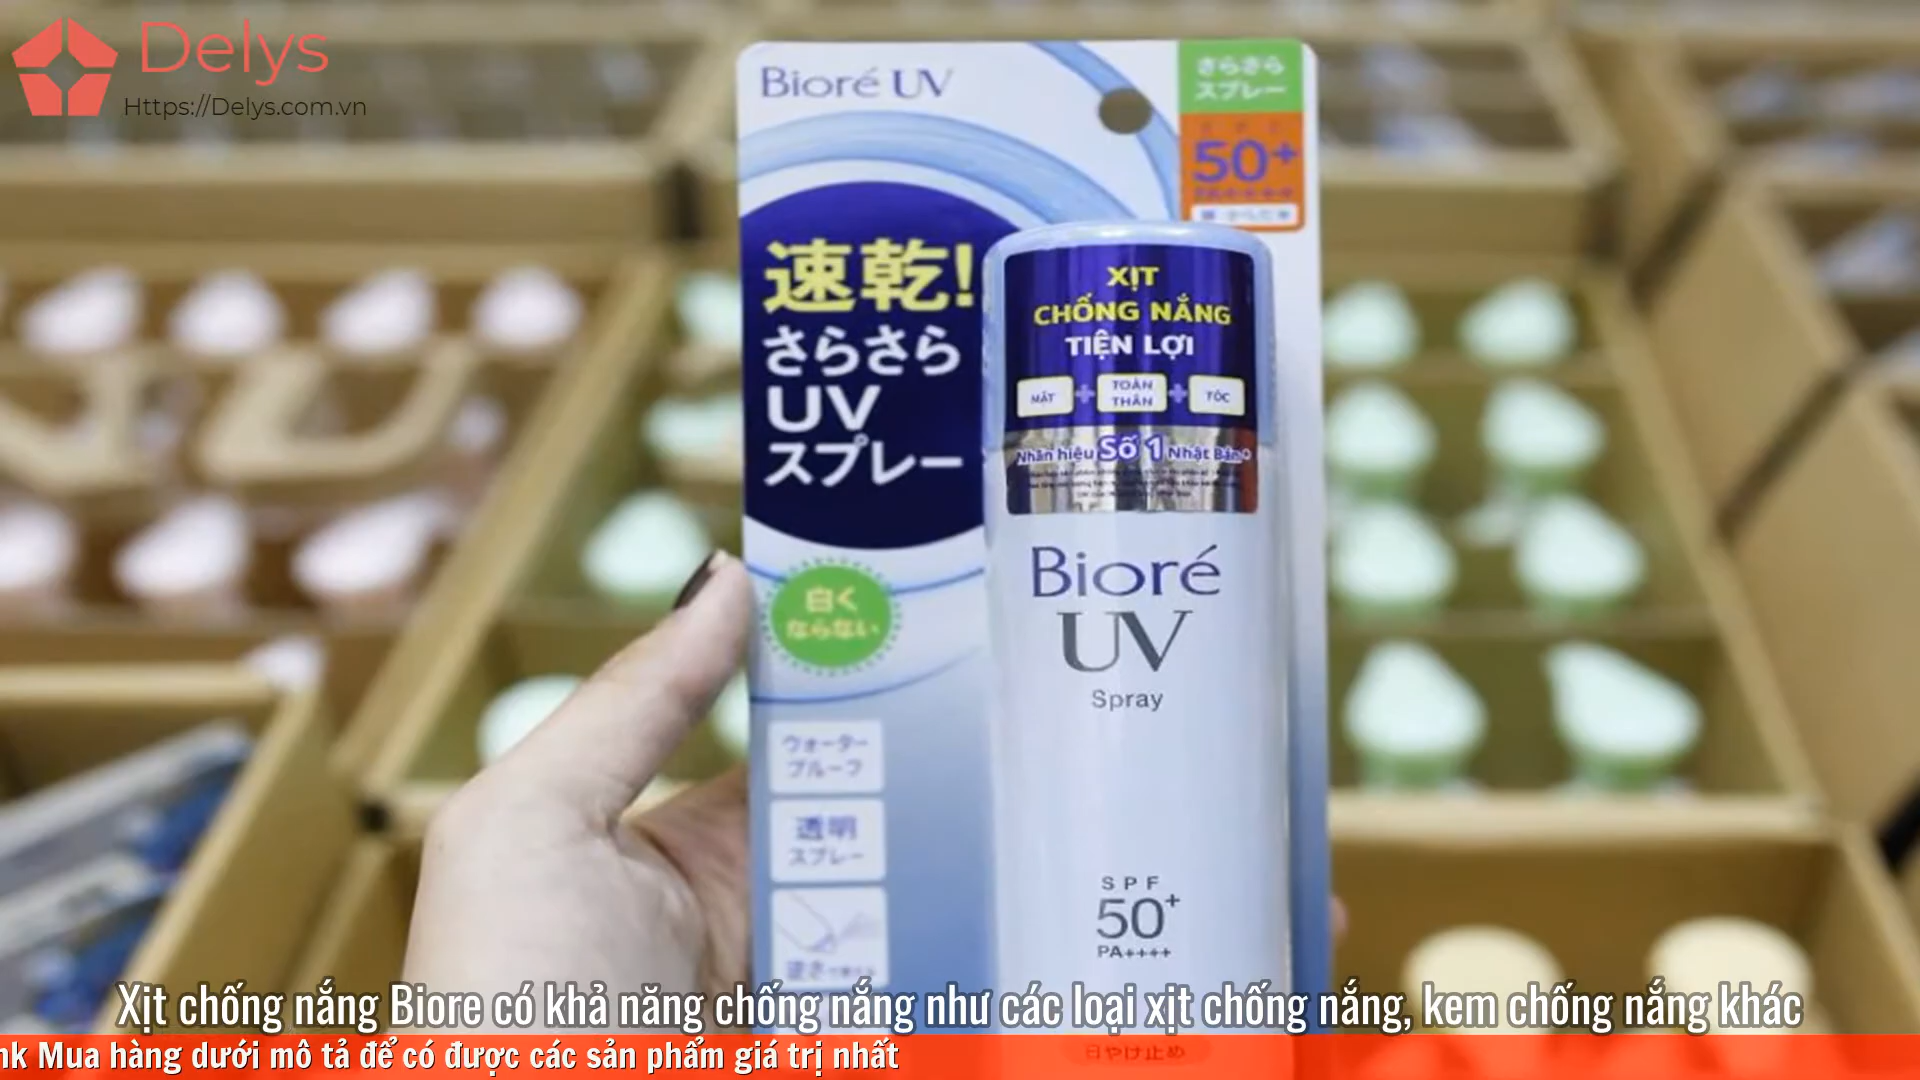 Delys
Https://Delys.com.vn
Bioré UV
さらさら
スプレー
50+
速乾!
さらさら
UV
スプレー
XỊT
CHỐNG NẮNG
TIỆN LỢI
MẶT + TOÀN THÂN + TÓC
Nhãn hiệu Số 1 Nhật Bản*
白く
ならない
Bioré
UV
Spray
ウォーター
プルーフ
透明
スプレー
SPF
50+
PA++++
Xịt chống nắng Biore có khả năng chống nắng như các loại xịt chống nắng, kem chống nắng khác
nk Mua hàng dưới mô tả để có được các sản phẩm giá trị nhất
日やけ止め